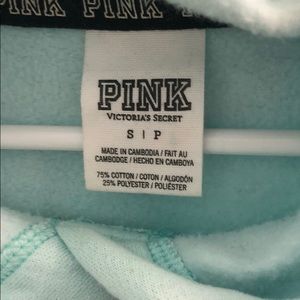 PINK PINK PINK
PINK
VICTORIA'S SECRET
S | P
MADE IN CAMBODIA / FAIT AU
CAMBODGE / HECHO EN CAMBOYA
75% COTTON / COTON / ALGODÓN
25% POLYESTER / POLIÉSTER